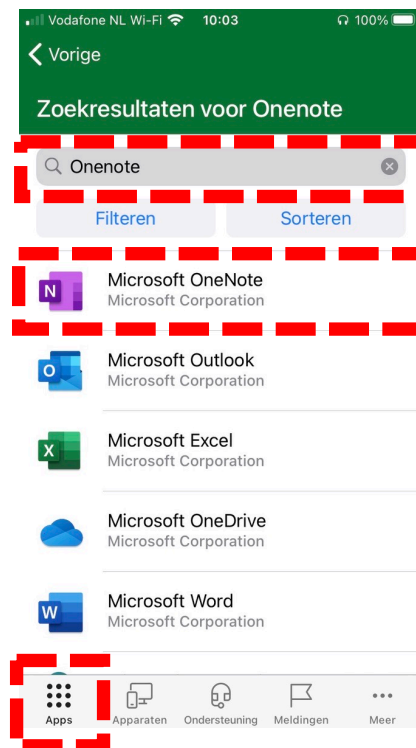 Vodafone NL Wi-Fi 10:03 100%
Vorige
Zoekresultaten voor Onenote
Onenote
Filteren Sorteren
N
Microsoft OneNote
Microsoft Corporation
O
Microsoft Outlook
Microsoft Corporation
X
Microsoft Excel
Microsoft Corporation
Microsoft OneDrive
Microsoft Corporation
W
Microsoft Word
Microsoft Corporation
Apps Apparaten Ondersteuning Meldingen Meer